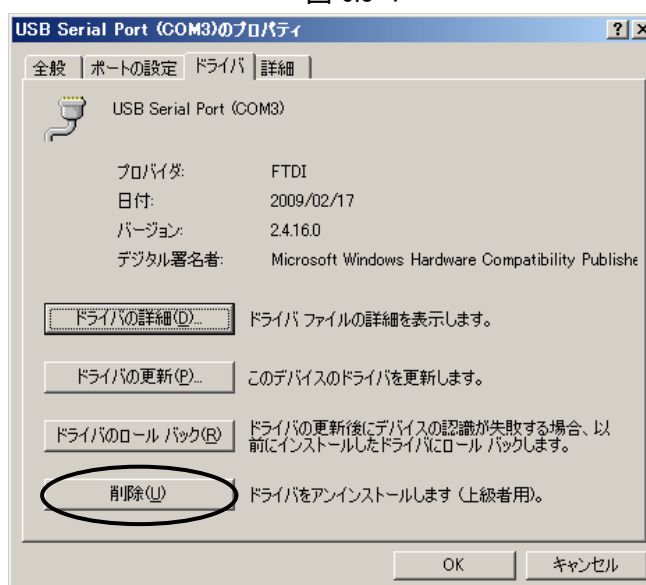 USB Serial Port (COM3)のプロパティ
全般 ポートの設定 ドライバ 詳細
USB Serial Port (COM3)
プロバイダ: FTDI
日付: 2009/02/17
バージョン: 2.4.16.0
デジタル署名者: Microsoft Windows Hardware Compatibility Publishe
ドライバの詳細(D)... ドライバ ファイルの詳細を表示します。
ドライバの更新(P)... このデバイスのドライバを更新します。
ドライバのロール バック(R) ドライバの更新後にデバイスの認識が失敗する場合、以
前にインストールしたドライバにロール バックします。
削除(U) ドライバをアンインストールします (上級者用)。
OK キャンセル